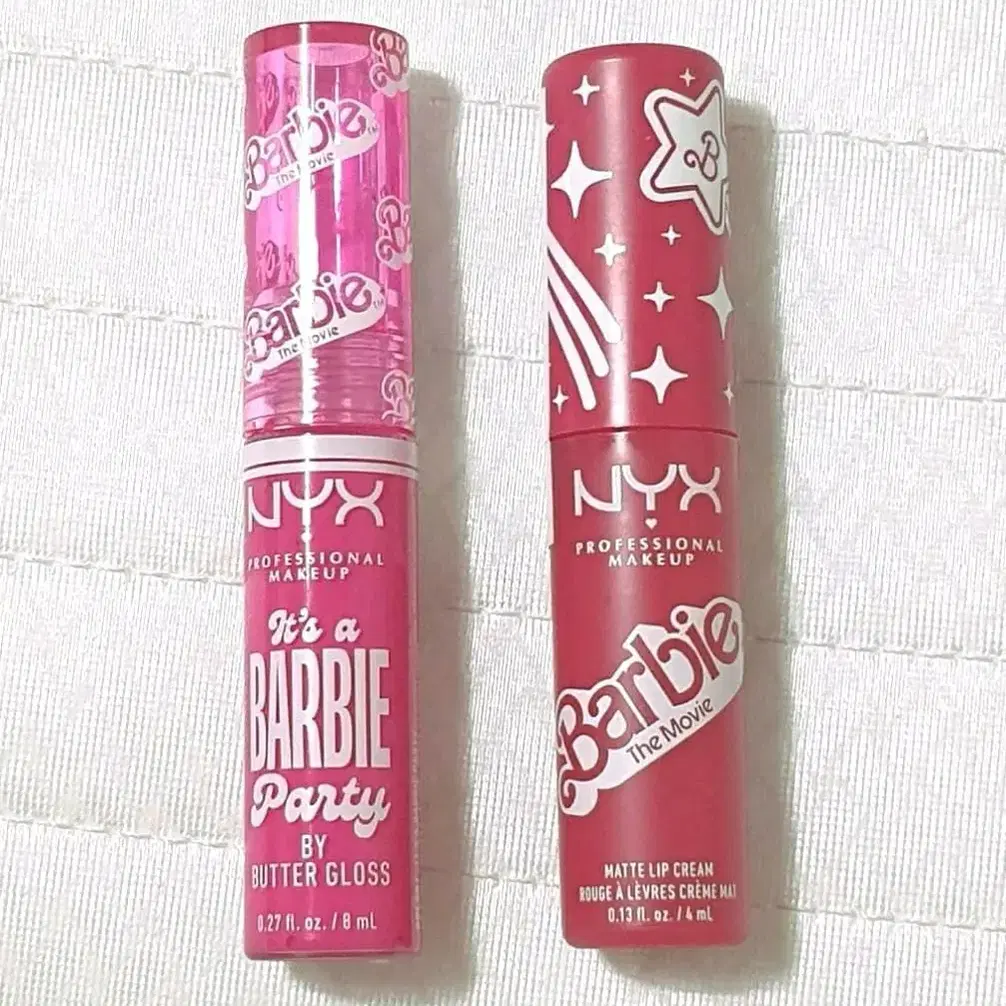 Barbie™
The Movie
B
Barbie™
The Movie
NYX
PROFESSIONAL
MAKEUP
It's a
BARBIE
Party
BY
BUTTER GLOSS
0.27 fl. oz. / 8 mL
B
NYX
PROFESSIONAL
MAKEUP
Barbie
The Movie
MATTE LIP CREAM
ROUGE À LÈVRES CRÈME MAT
0.13 fl. oz. / 4 mL